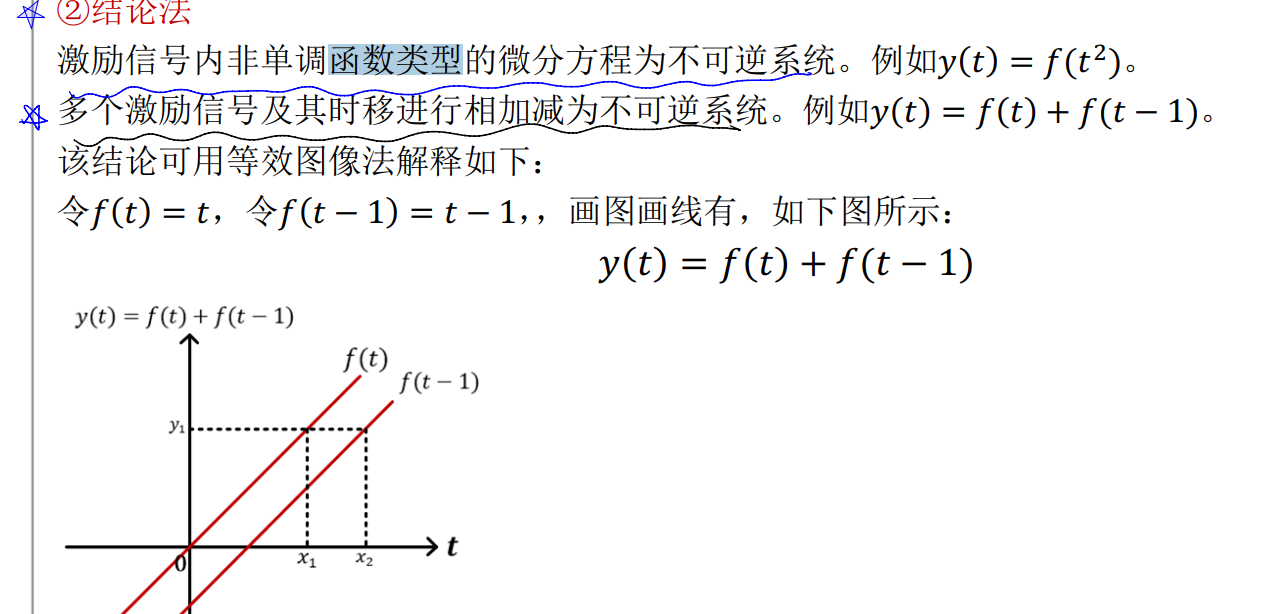 ②结论法
激励信号内非单调函数类型的微分方程为不可逆系统。例如y(t) = f(t²)。
多个激励信号及其时移进行相加减为不可逆系统。例如y(t) = f(t) + f(t − 1)。
该结论可用等效图像法解释如下：
令f(t) = t，令f(t − 1) = t − 1，，画图画线有，如下图所示：
y(t) = f(t) + f(t − 1)
y(t) = f(t) + f(t − 1)
f(t)
f(t − 1)
y₁
0
x₁
x₂
t